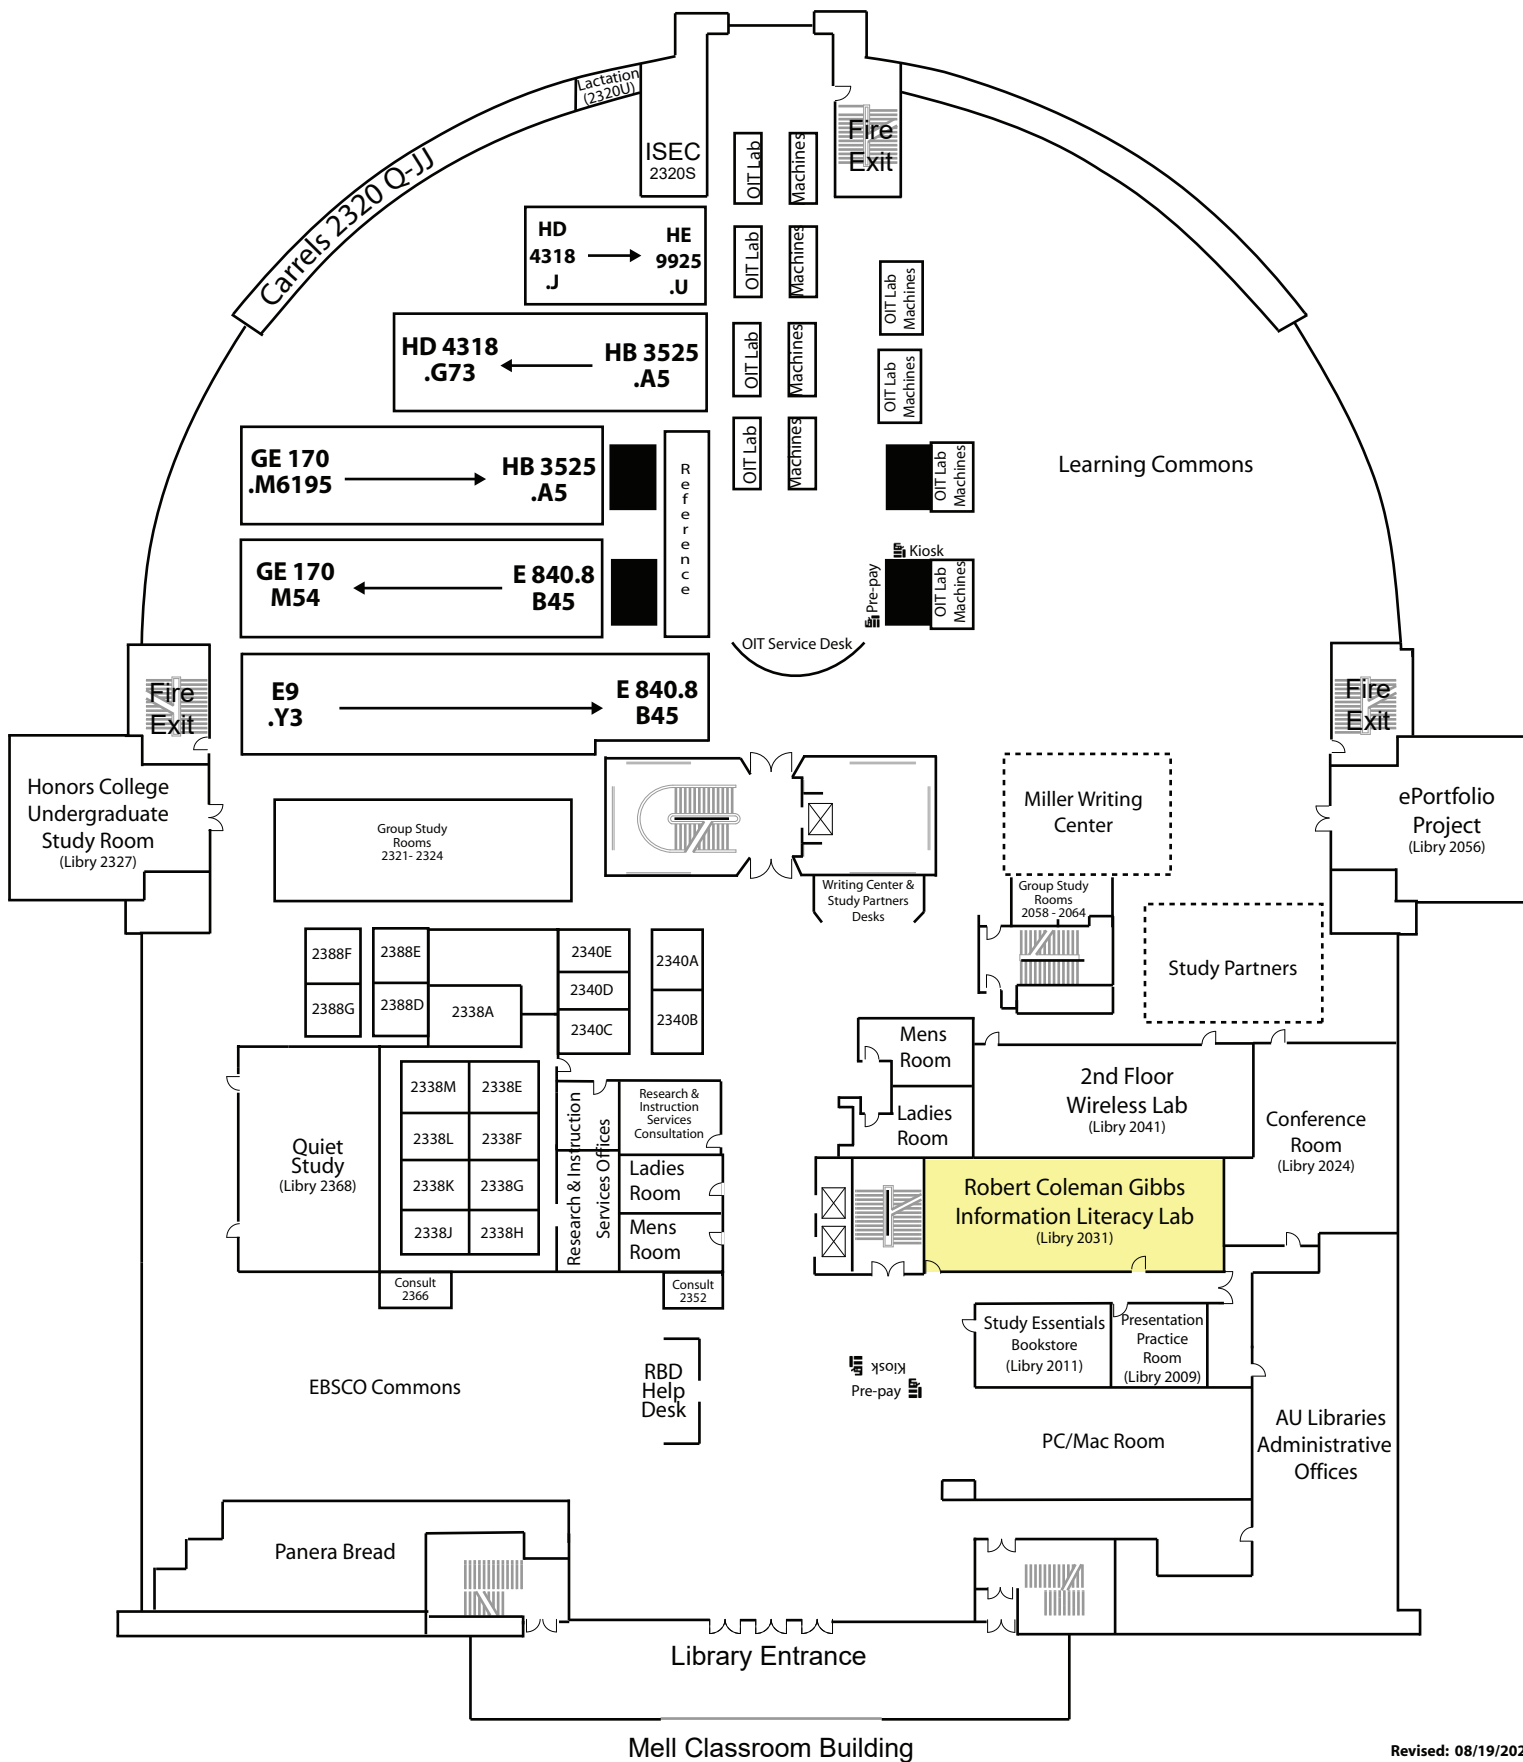 Lactation
(2320U)
Carrels 2320 Q-JJ
ISEC
2320S
Fire
Exit
OIT Lab
Machines
OIT Lab
Machines
OIT Lab
Machines
OIT Lab
Machines
OIT Lab
Machines
OIT Lab
Machines
OIT Lab
Machines
OIT Lab
Machines
HD
4318
.J
HE
9925
.U
HD 4318
.G73
HB 3525
.A5
GE 170
.M6195
HB 3525
.A5
GE 170
M54
E 840.8
B45
E9
.Y3
E 840.8
B45
Reference
Learning Commons
Kiosk
Pre-pay
OIT Service Desk
Fire
Exit
Fire
Exit
Honors College
Undergraduate
Study Room
(Libry 2327)
Group Study
Rooms
2321- 2324
Writing Center &
Study Partners
Desks
Miller Writing
Center
Group Study
Rooms
2058 - 2064
ePortfolio
Project
(Libry 2056)
Study Partners
2388F
2388E
2340E
2340A
2388G
2388D
2338A
2340D
2340C
2340B
Quiet
Study
(Libry 2368)
2338M
2338E
2338L
2338F
2338K
2338G
2338J
2338H
Research & Instruction
Services Offices
Research &
Instruction
Services
Consultation
Ladies
Room
Mens
Room
Consult
2366
Consult
2352
Mens
Room
Ladies
Room
2nd Floor
Wireless Lab
(Libry 2041)
Conference
Room
(Libry 2024)
Robert Coleman Gibbs
Information Literacy Lab
(Libry 2031)
Study Essentials
Bookstore
(Libry 2011)
Presentation
Practice
Room
(Libry 2009)
EBSCO Commons
RBD
Help
Desk
Kiosk
Pre-pay
PC/Mac Room
AU Libraries
Administrative
Offices
Panera Bread
Library Entrance
Mell Classroom Building
Revised: 08/19/202